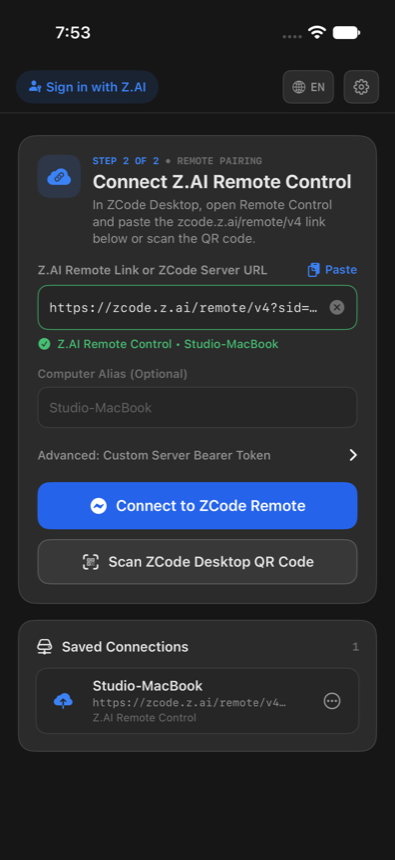 7:53
Sign in with Z.AI
EN
STEP 2 OF 2 • REMOTE PAIRING
Connect Z.AI Remote Control
In ZCode Desktop, open Remote Control
and paste the zcode.z.ai/remote/v4 link
below or scan the QR code.
Z.AI Remote Link or ZCode Server URL
Paste
https://zcode.z.ai/remote/v4?sid=…
Z.AI Remote Control • Studio-MacBook
Computer Alias (Optional)
Studio-MacBook
Advanced: Custom Server Bearer Token
Connect to ZCode Remote
Scan ZCode Desktop QR Code
Saved Connections
1
Studio-MacBook
https://zcode.z.ai/remote/v4…
Z.AI Remote Control